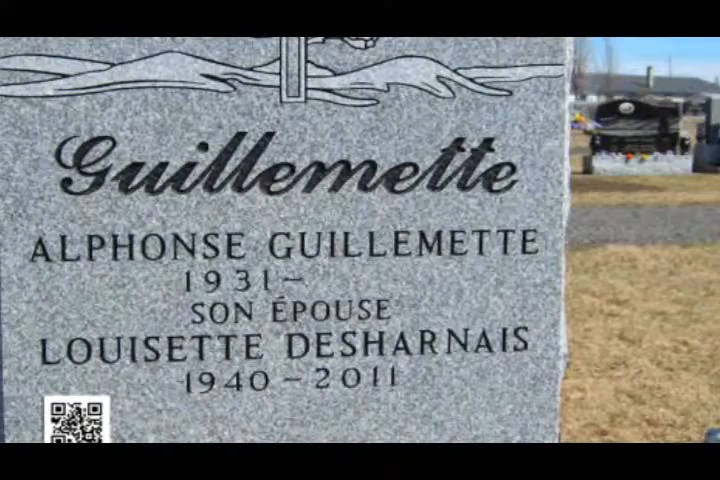 Guillemette
ALPHONSE GUILLEMETTE
1931–
SON ÉPOUSE
LOUISETTE DESHARNAIS
1940–2011